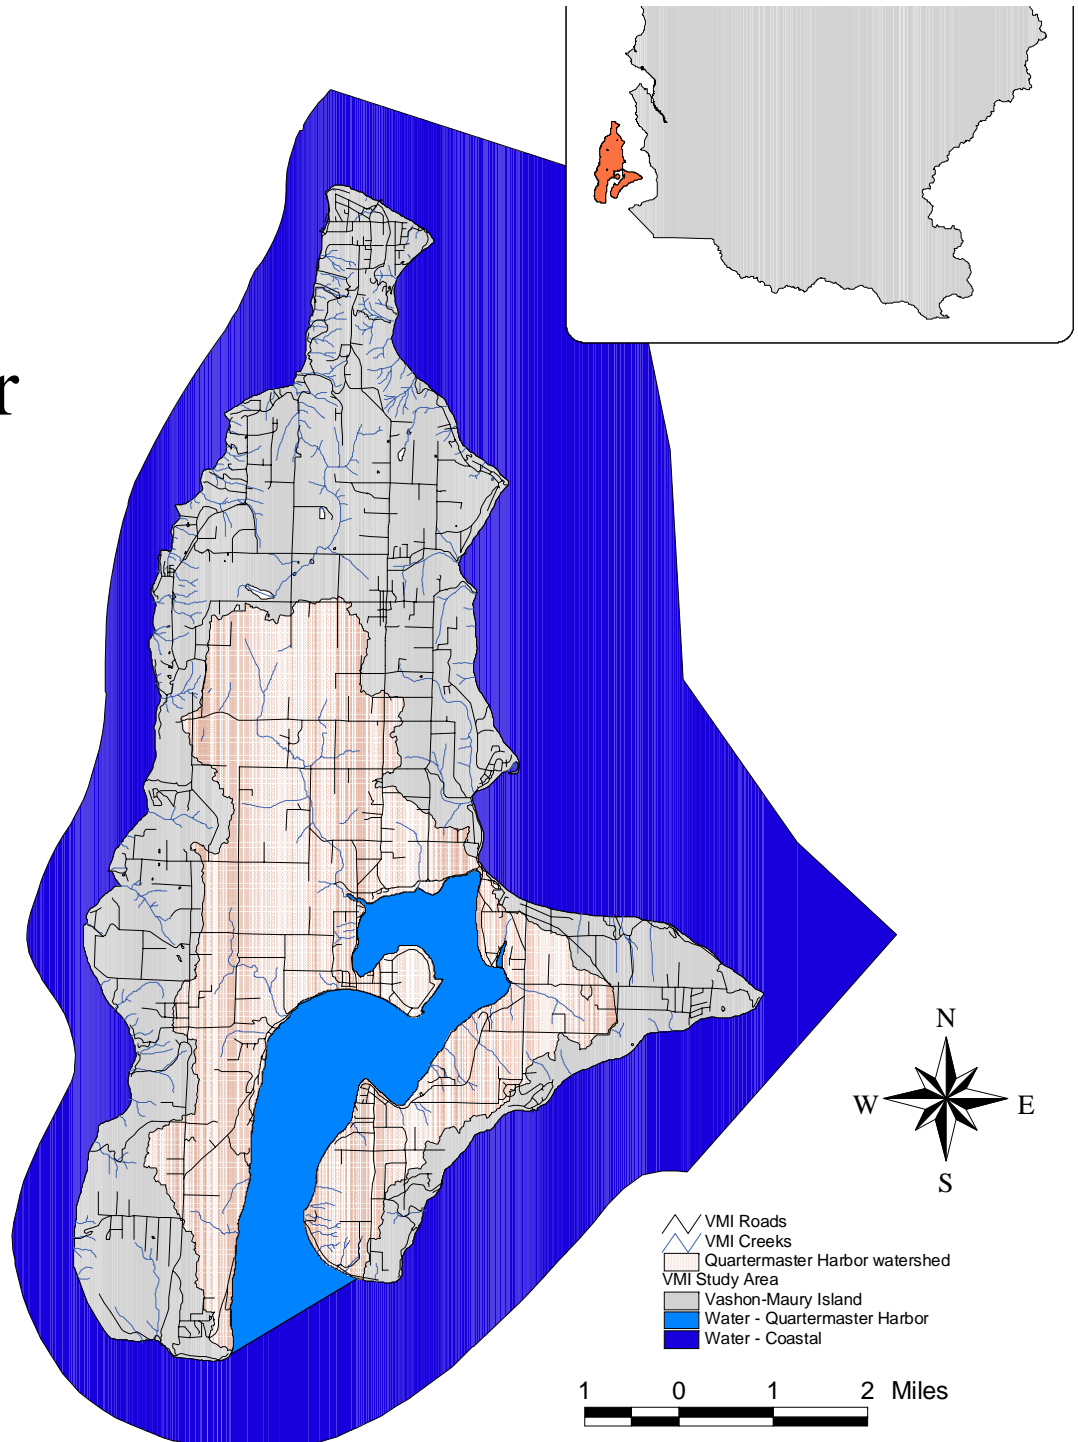 r
N
W E
S
VMI Roads
VMI Creeks
Quartermaster Harbor watershed
VMI Study Area
Vashon-Maury Island
Water - Quartermaster Harbor
Water - Coastal
1 0 1 2 Miles